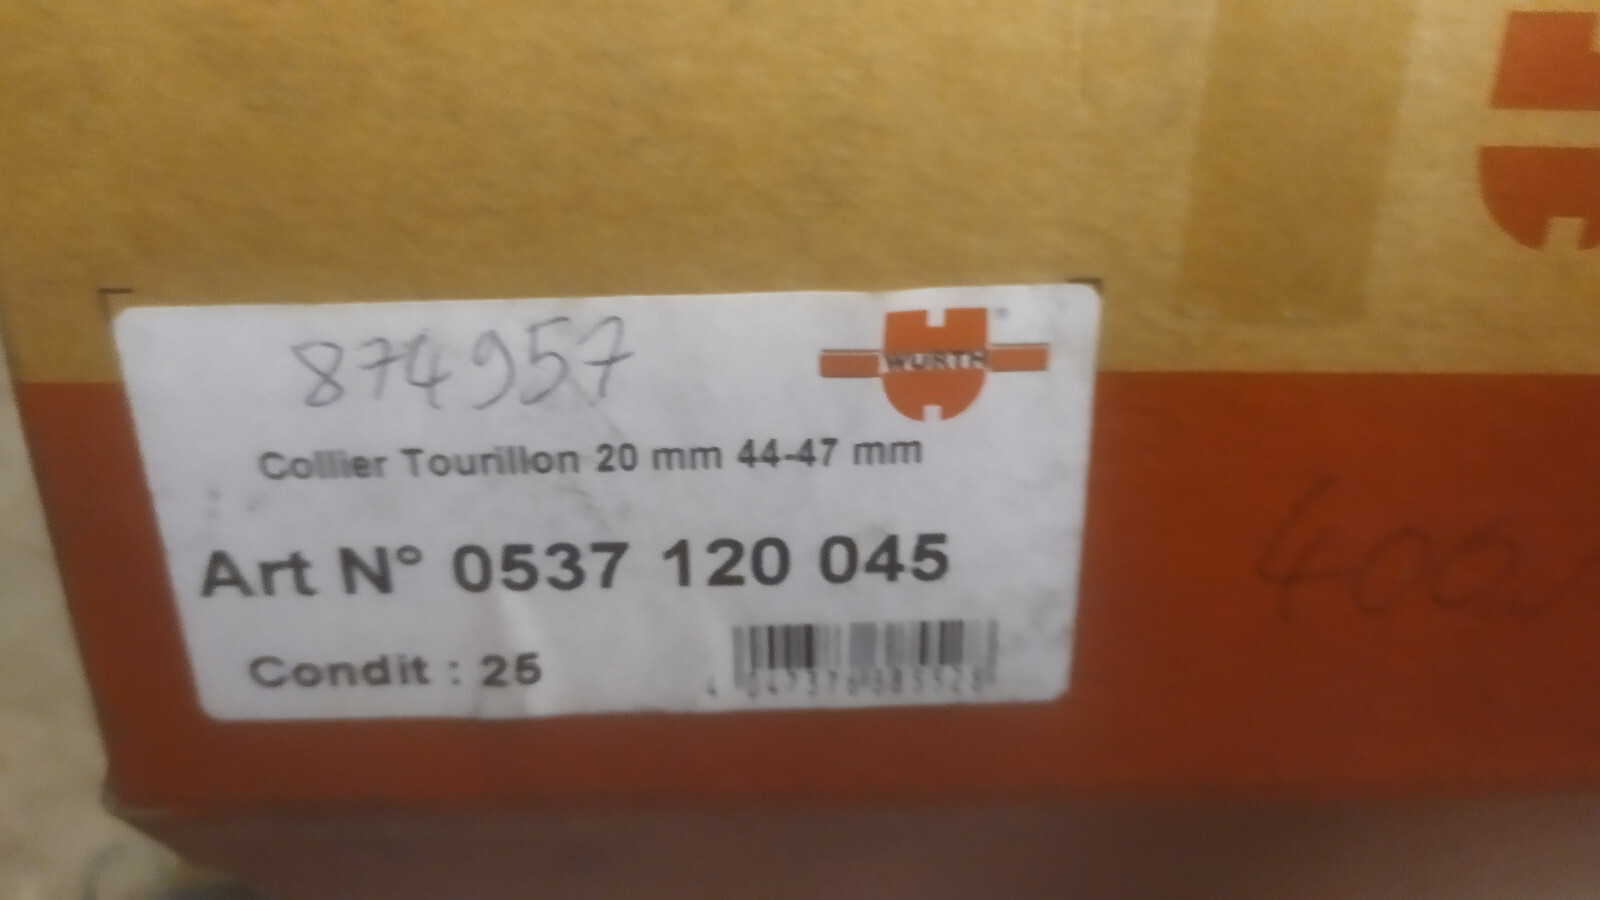 874957
WÜRTH
Collier Tourillon 20 mm 44-47 mm
Art N° 0537 120 045
Condit : 25